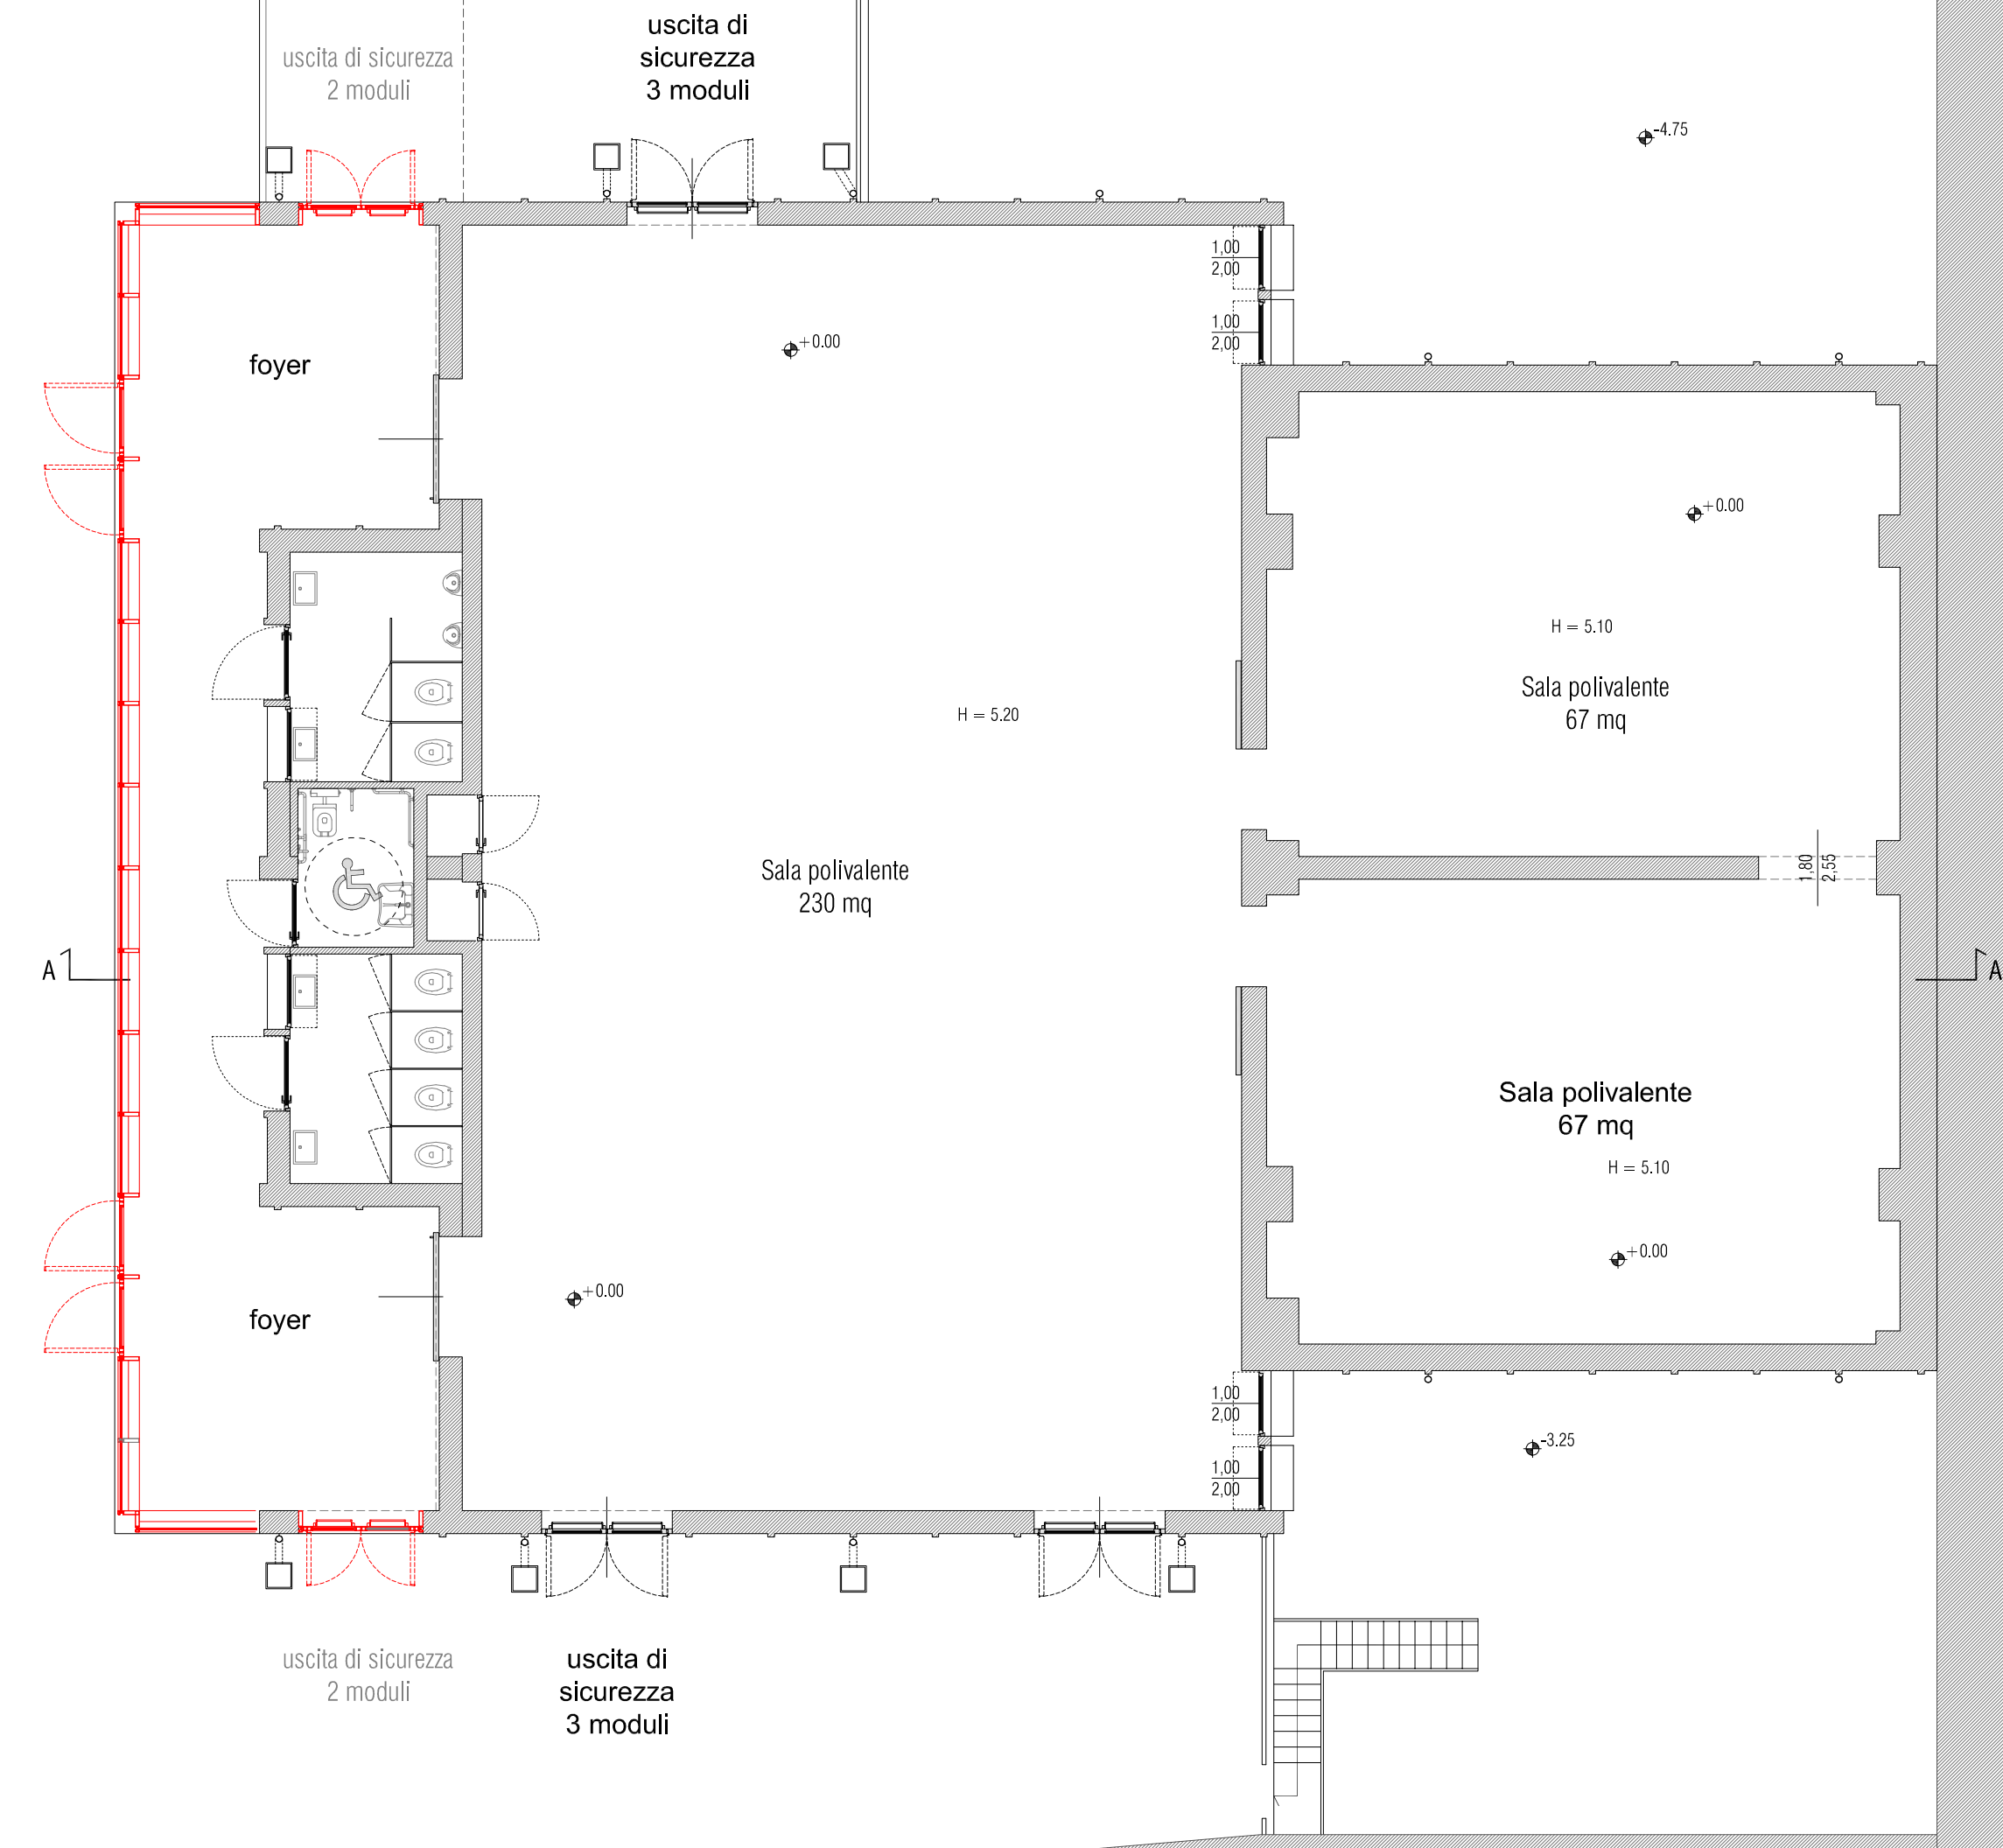 uscita di sicurezza
2 moduli
uscita di
sicurezza
3 moduli
-4.75
1,00
2,00
1,00
2,00
+0.00
foyer
+0.00
H = 5.10
Sala polivalente
67 mq
H = 5.20
Sala polivalente
230 mq
1,80
2,55
A
A
Sala polivalente
67 mq
H = 5.10
+0.00
+0.00
foyer
1,00
2,00
-3.25
1,00
2,00
uscita di sicurezza
2 moduli
uscita di
sicurezza
3 moduli